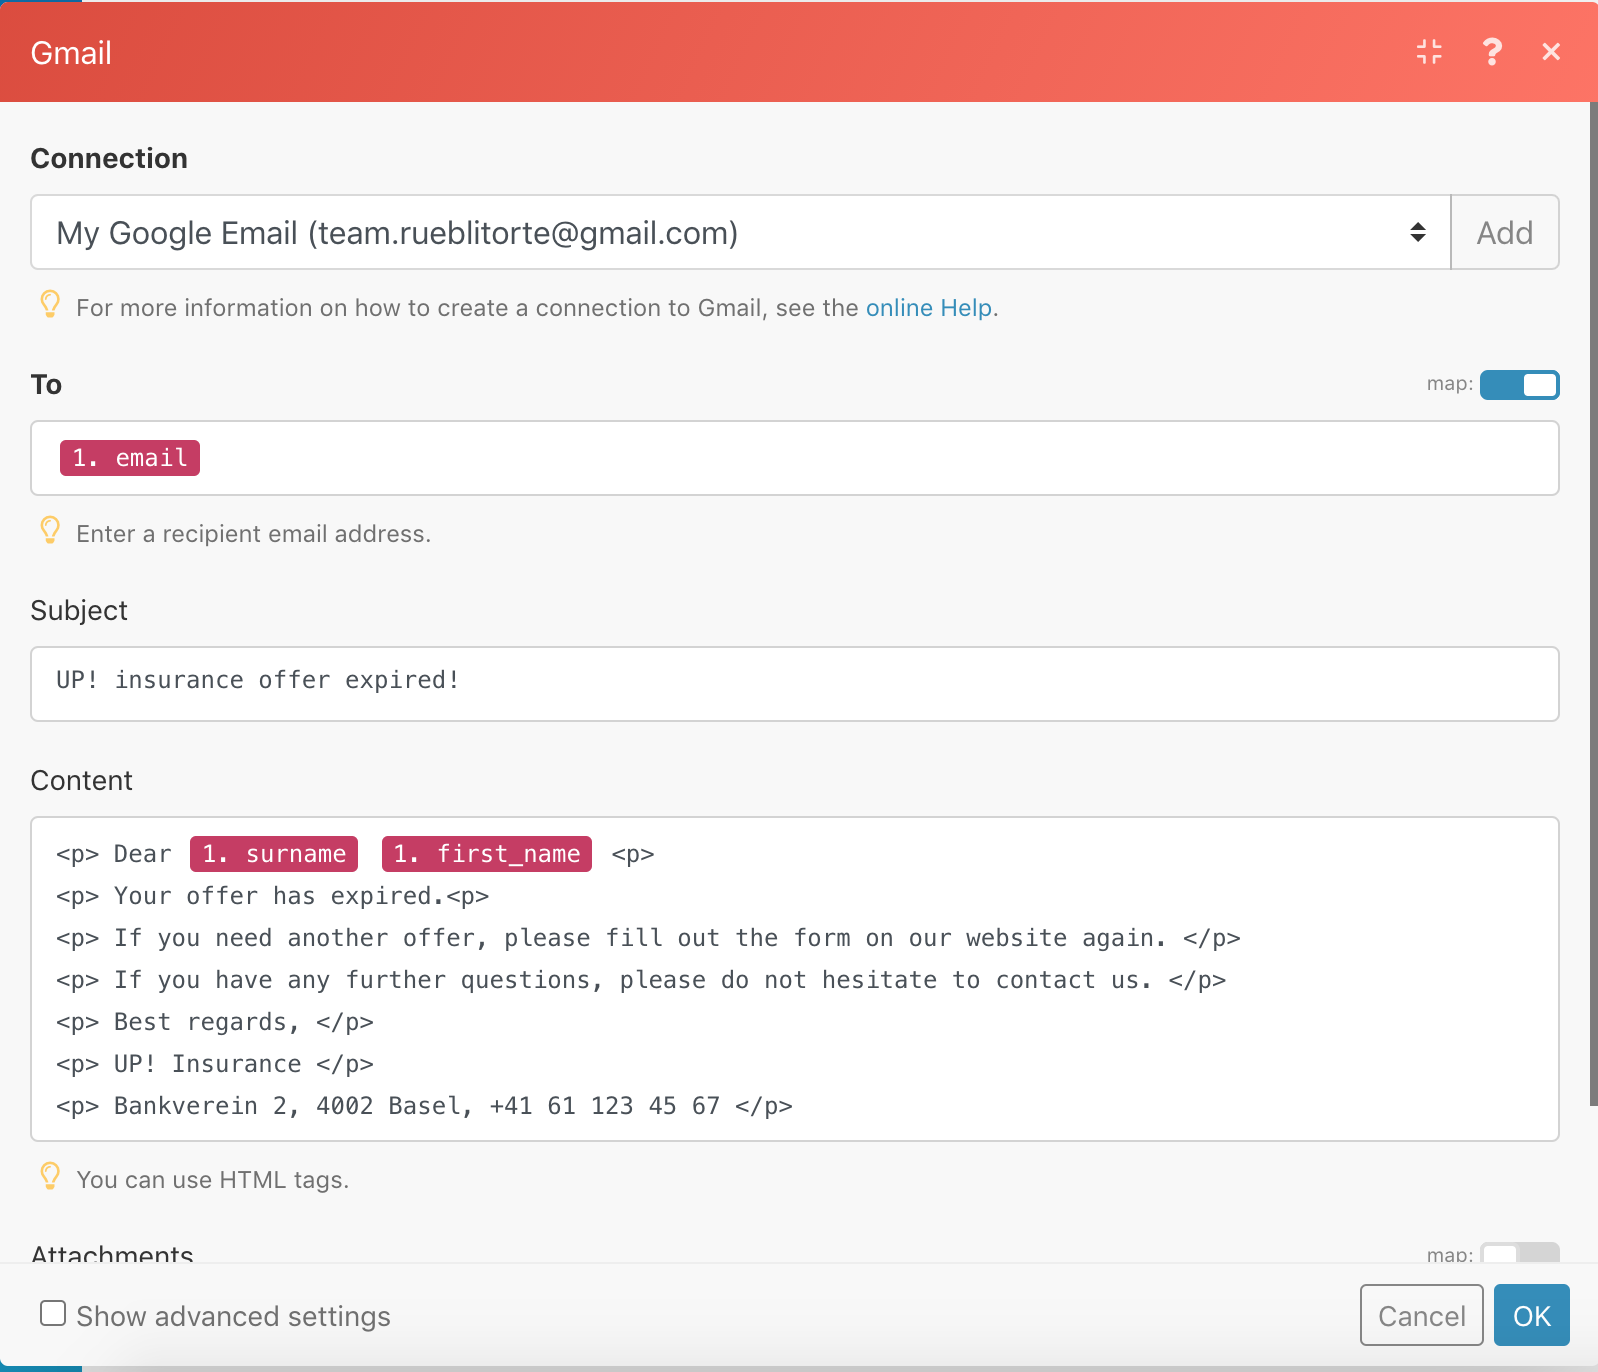 Gmail
Connection
My Google Email (team.rueblitorte@gmail.com)
Add
For more information on how to create a connection to Gmail, see the online Help.
To
map:
1. email
Enter a recipient email address.
Subject
UP! insurance offer expired!
Content
<p> Dear 1. surname 1. first_name <p>
<p> Your offer has expired.<p>
<p> If you need another offer, please fill out the form on our website again. </p>
<p> If you have any further questions, please do not hesitate to contact us. </p>
<p> Best regards, </p>
<p> UP! Insurance </p>
<p> Bankverein 2, 4002 Basel, +41 61 123 45 67 </p>
You can use HTML tags.
Attachments
map:
Show advanced settings
Cancel
OK